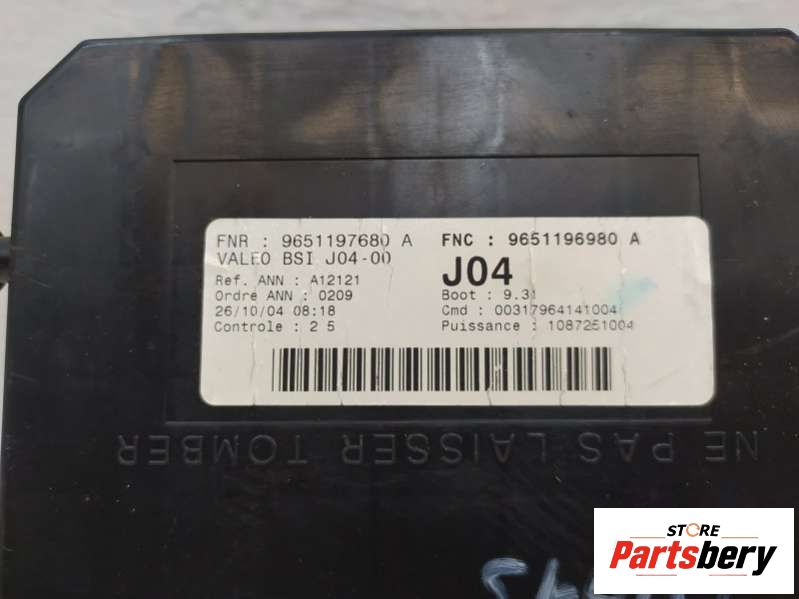 FNR : 9651197680 A
FNC : 9651196980 A
VALEO BSI J04-00
J04
Ref. ANN : A12121
Ordre ANN : 0209
Boot : 9.31
26/10/04 08:18
Cmd : 00317964141004
Controle : 2 5
Puissance : 1087251004
NE PAS LAISSER TOMBER
STORE
Partsbery